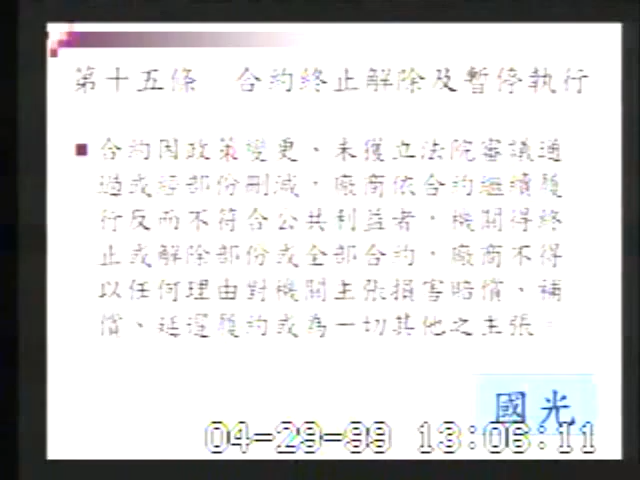 第十五條 合約終止解除及暫停執行
■ 合約因政策變更、未獲立法院審議通
過或經部份刪減，廠商依合約繼續履
行反而不符合公共利益者，機關得終
止或解除部份或全部合約，廠商不得
以任何理由對機關主張損害賠償、補
償、延遲履約或為一切其他之主張。
國光
04-29-99 13:06:11